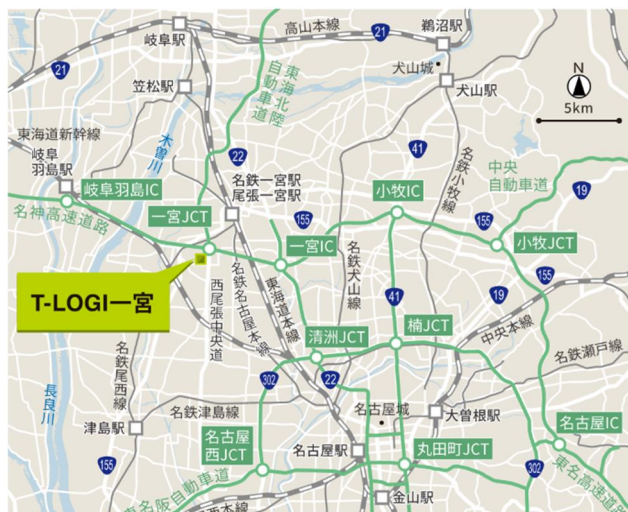 岐阜駅
高山本線
21
鵜沼駅
21
犬山城
犬山駅
笠松駅
東海北陸
自動車道
N
5km
東海道新幹線
岐阜
羽島駅
木曽川
22
41
名鉄小牧線
中央
自動車道
19
岐阜羽島IC
名鉄一宮駅
尾張一宮駅
小牧IC
名神高速道路
一宮JCT
155
155
一宮IC
小牧JCT
名鉄犬山線
155
T-LOGI一宮
西尾張中央道
名鉄名古屋本線
東海道本線
41
19
清洲JCT
楠JCT
中央本線
長良川
名鉄尾西線
302
22
名鉄瀬戸線
名鉄津島線
名古屋城
大曽根駅
津島駅
名古屋
西JCT
名古屋駅
丸田町JCT
名古屋IC
155
302
東名高速道路
東名阪自動車道
金山駅